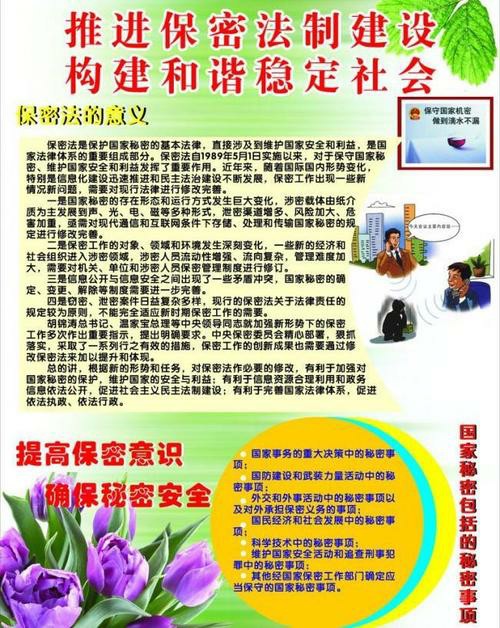 推进保密法制建设
构建和谐稳定社会
保密法的意义
保守国家机密
做到滴水不漏
保密法是保护国家秘密的基本法律，直接涉及到维护国家安全和利益，是国
家法律体系的重要组成部分。保密法自1989年5月1日实施以来，对于保守国家秘
密、维护国家安全和利益发挥了重要作用。近年来，随着国际国内形势变化，
特别是信息化建设迅速推进和民主法治建设不断发展，保密工作出现一些新
情况新问题，需要对现行法律进行修改完善。
一是国家秘密的存在形态和运行方式发生巨大变化，涉密载体由纸介
质为主发展到声、光、电、磁等多种形式，泄密渠道增多、风险加大、危
害加重，亟需对现代通信和互联网条件下存储、处理和传输国家秘密的规
定进行修改完善。
二是保密工作的对象、领域和环境发生深刻变化，一些新的经济和
社会组织进入涉密领域，涉密人员流动性增强、流向复杂，管理难度加
大，需要对机关、单位和涉密人员保密管理制度进行修订。
三是信息公开与信息安全之间出现了一些矛盾冲突，国家秘密的确
定、变更、解除等制度需要进一步完善。
四是窃密、泄密案件日益复杂多样，现行的保密法关于法律责任的
规定较为原则，不能完全适应新时期保密工作的需要。
胡锦涛总书记、温家宝总理等中央领导同志就加强新形势下的保密
工作多次作出重要指示，提出明确要求。中央保密委员会精心部署，狠抓
落实，采取了一系列行之有效的措施，保密工作的创新成果也需要通过修
改保密法来加以提升和体现。
总的讲，根据新的形势和任务，对保密法作必要的修改，有利于加强对
国家秘密的保护，维护国家的安全与利益；有利于信息资源合理利用和政务
信息依法公开，促进社会主义民主法制建设；有利于完善国家法律体系，促进
依法执政、依法行政。
提高保密意识
确保秘密安全
国家事务的重大决策中的秘密事
项；
国防建设和武装力量活动中的秘
密事项；
外交和外事活动中的秘密事项以
及对外承担保密义务的事项；
国民经济和社会发展中的秘密事
项；
科学技术中的秘密事项；
维护国家安全活动和追查刑事犯
罪中的秘密事项；
其他经国家保密工作部门确定应
当保守的国家秘密事项。
国家秘密包括的秘密事项